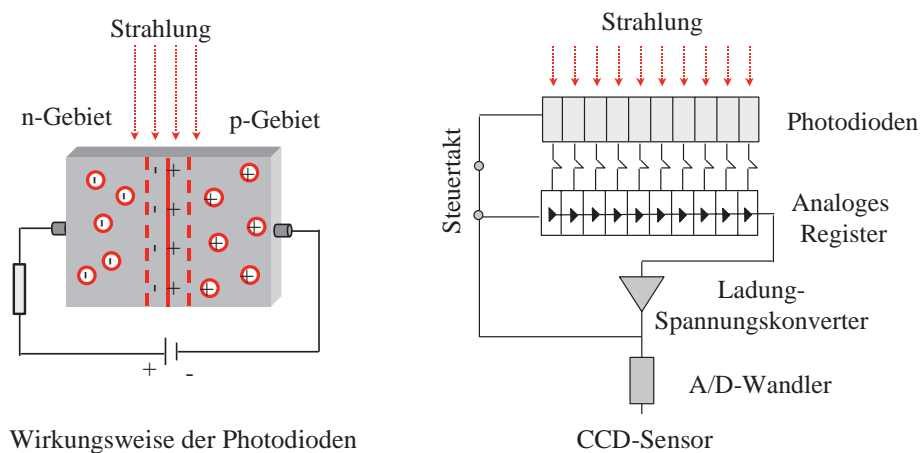 Strahlung
n-Gebiet
p-Gebiet
+ -
Wirkungsweise der Photodioden
Strahlung
Photodioden
Steuertakt
Analoges
Register
Ladung-
Spannungskonverter
A/D-Wandler
CCD-Sensor